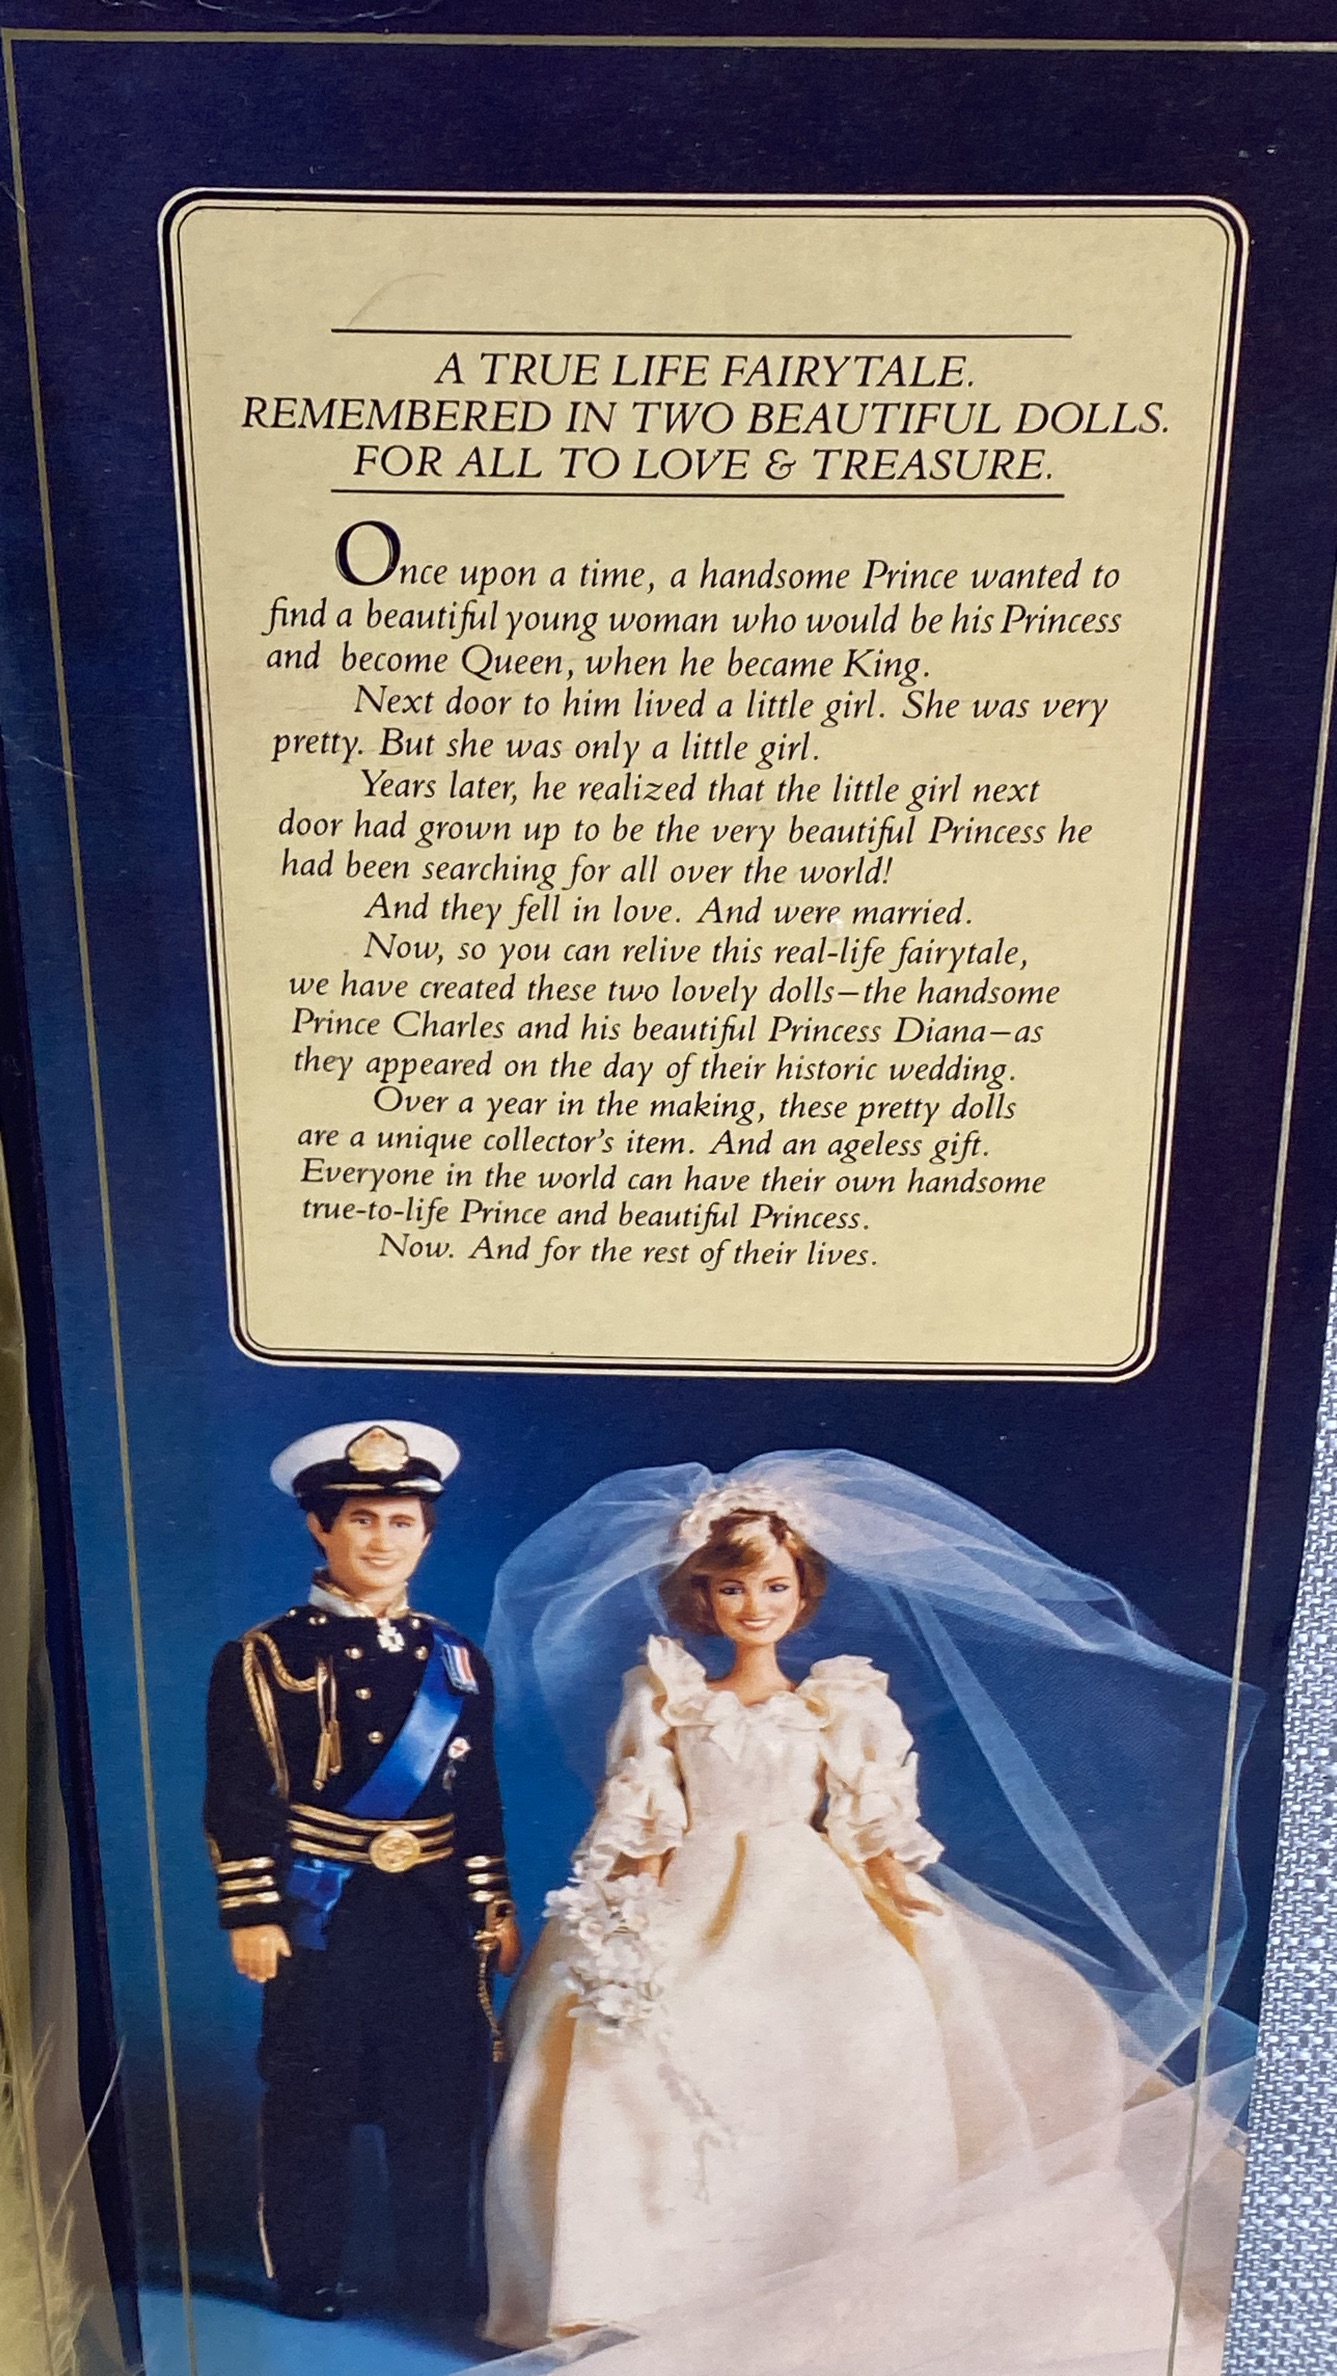 A TRUE LIFE FAIRYTALE.
REMEMBERED IN TWO BEAUTIFUL DOLLS.
FOR ALL TO LOVE & TREASURE.
Once upon a time, a handsome Prince wanted to
find a beautiful young woman who would be his Princess
and become Queen, when he became King.
Next door to him lived a little girl. She was very
pretty. But she was only a little girl.
Years later, he realized that the little girl next
door had grown up to be the very beautiful Princess he
had been searching for all over the world!
And they fell in love. And were married.
Now, so you can relive this real-life fairytale,
we have created these two lovely dolls—the handsome
Prince Charles and his beautiful Princess Diana—as
they appeared on the day of their historic wedding.
Over a year in the making, these pretty dolls
are a unique collector's item. And an ageless gift.
Everyone in the world can have their own handsome
true-to-life Prince and beautiful Princess.
Now. And for the rest of their lives.